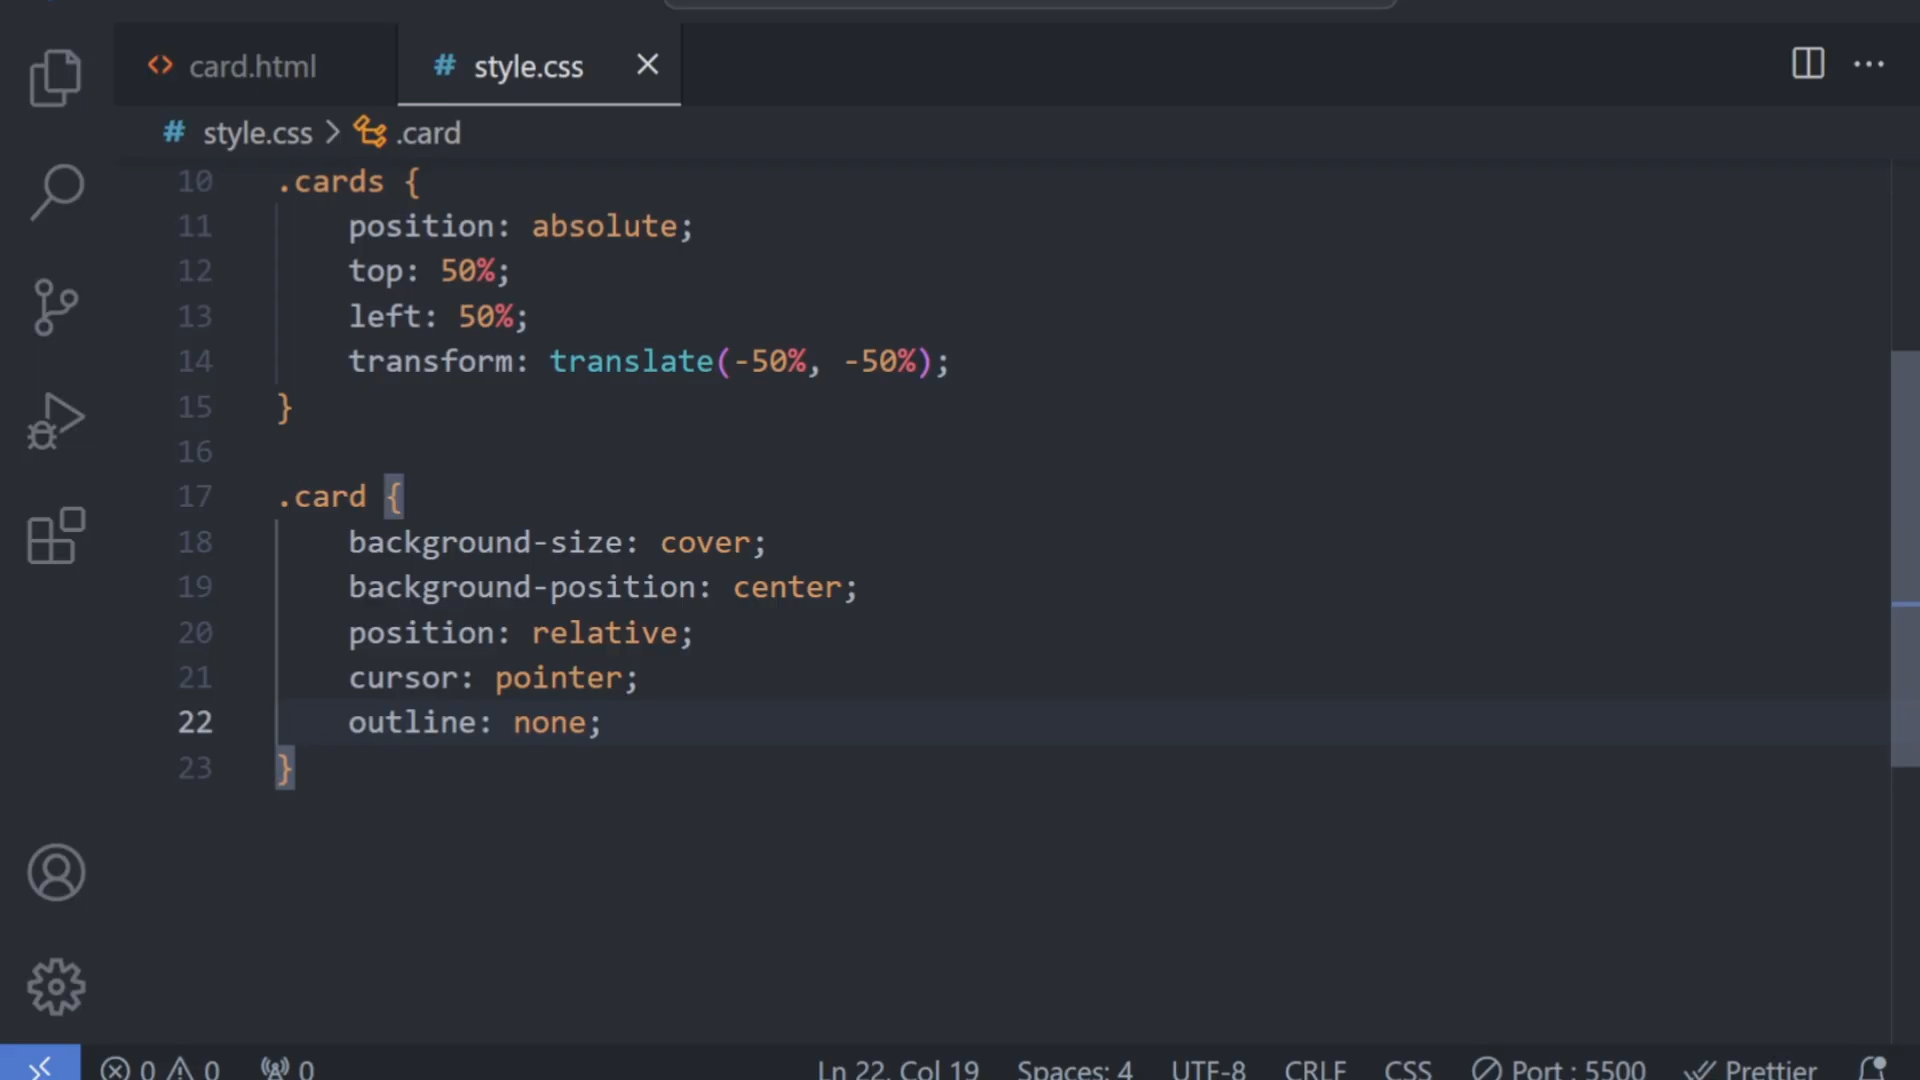 card.html
# style.css
# style.css > .card
10 .cards {
11 position: absolute;
12 top: 50%;
13 left: 50%;
14 transform: translate(-50%, -50%);
15 }
16
17 .card {
18 background-size: cover;
19 background-position: center;
20 position: relative;
21 cursor: pointer;
22 outline: none;
23 }
0 0 0 Ln 22, Col 19 Spaces: 4 UTF-8 CRLF CSS Port : 5500 Prettier